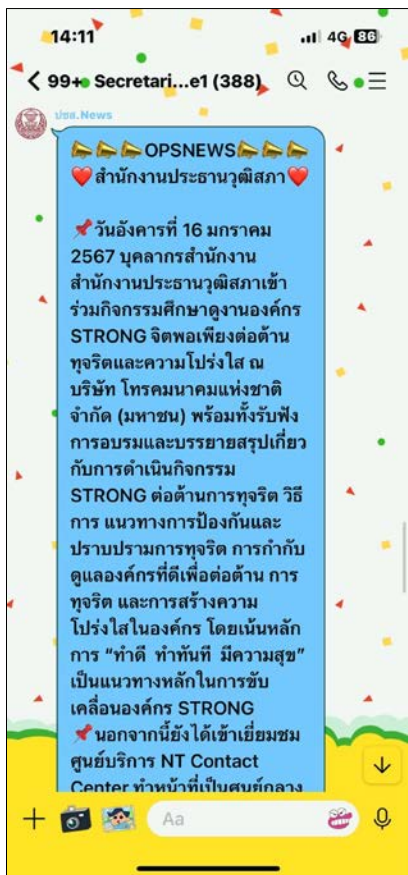 14:11
4G 86
99+ Secretari...e1 (388)
ปธส.News
📣📣📣OPSNEWS📣📣📣
❤️สำนักงานประธานวุฒิสภา❤️
📌วันอังคารที่ 16 มกราคม
2567 บุคลากรสำนักงาน
สำนักงานประธานวุฒิสภาเข้า
ร่วมกิจกรรมศึกษาดูงานองค์กร
STRONG จิตพอเพียงต่อต้าน
ทุจริตและความโปร่งใส ณ
บริษัท โทรคมนาคมแห่งชาติ
จำกัด (มหาชน) พร้อมทั้งรับฟัง
การอบรมและบรรยายสรุปเกี่ยว
กับการดำเนินกิจกรรม
STRONG ต่อต้านการทุจริต วิธี
การ แนวทางการป้องกันและ
ปราบปรามการทุจริต การกำกับ
ดูแลองค์กรที่ดีเพื่อต่อต้าน การ
ทุจริต และการสร้างความ
โปร่งใสในองค์กร โดยเน้นหลัก
การ “ทำดี ทำทันที มีความสุข”
เป็นแนวทางหลักในการขับ
เคลื่อนองค์กร STRONG
📌นอกจากนี้ยังได้เข้าเยี่ยมชม
ศูนย์บริการ NT Contact
Center ทำหน้าที่เป็นศูนย์กลาง
Aa